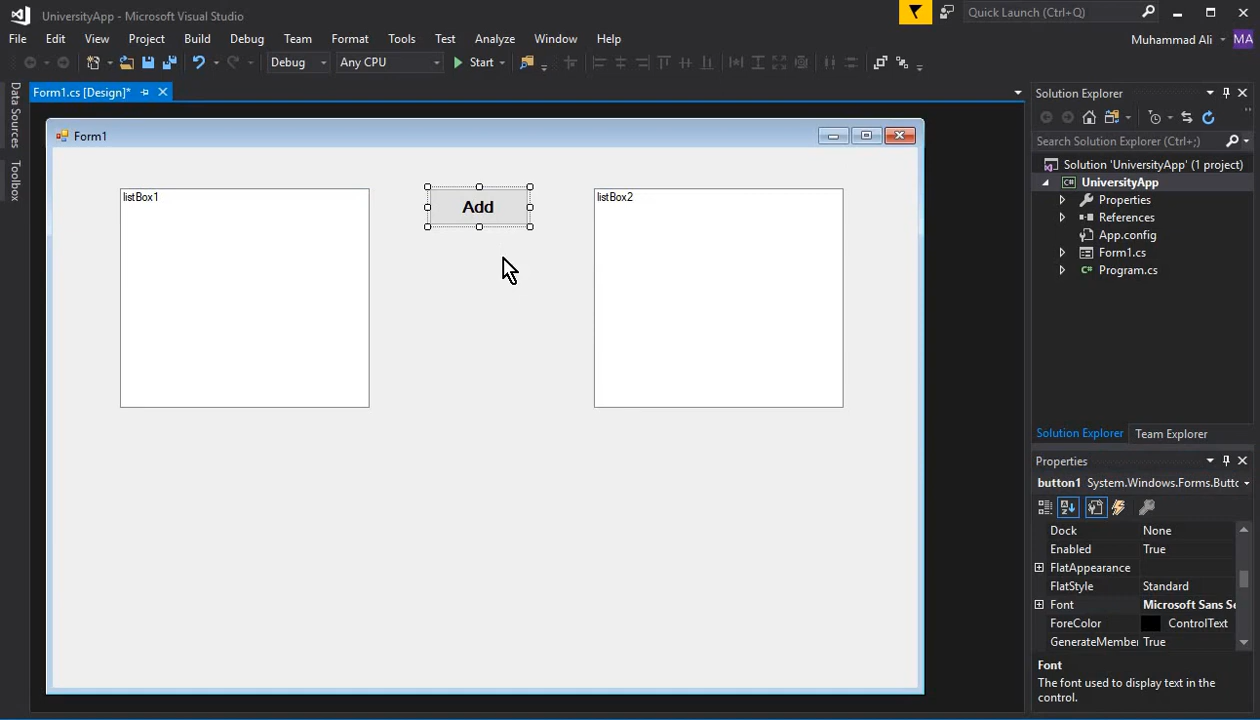 UniversityApp - Microsoft Visual Studio
Quick Launch (Ctrl+Q)
File Edit View Project Build Debug Team Format Tools Test Analyze Window Help
Muhammad Ali MA
Debug Any CPU Start
Data Sources
Toolbox
Form1.cs [Design]*
Form1
listBox1
Add
listBox2
Solution Explorer
Search Solution Explorer (Ctrl+;)
Solution 'UniversityApp' (1 project)
C# UniversityApp
Properties
References
App.config
Form1.cs
C# Program.cs
Solution Explorer Team Explorer
Properties
button1 System.Windows.Forms.Butto
Dock None
Enabled True
FlatAppearance
FlatStyle Standard
Font Microsoft Sans Se
ForeColor ControlText
GenerateMember True
Font
The font used to display text in the
control.